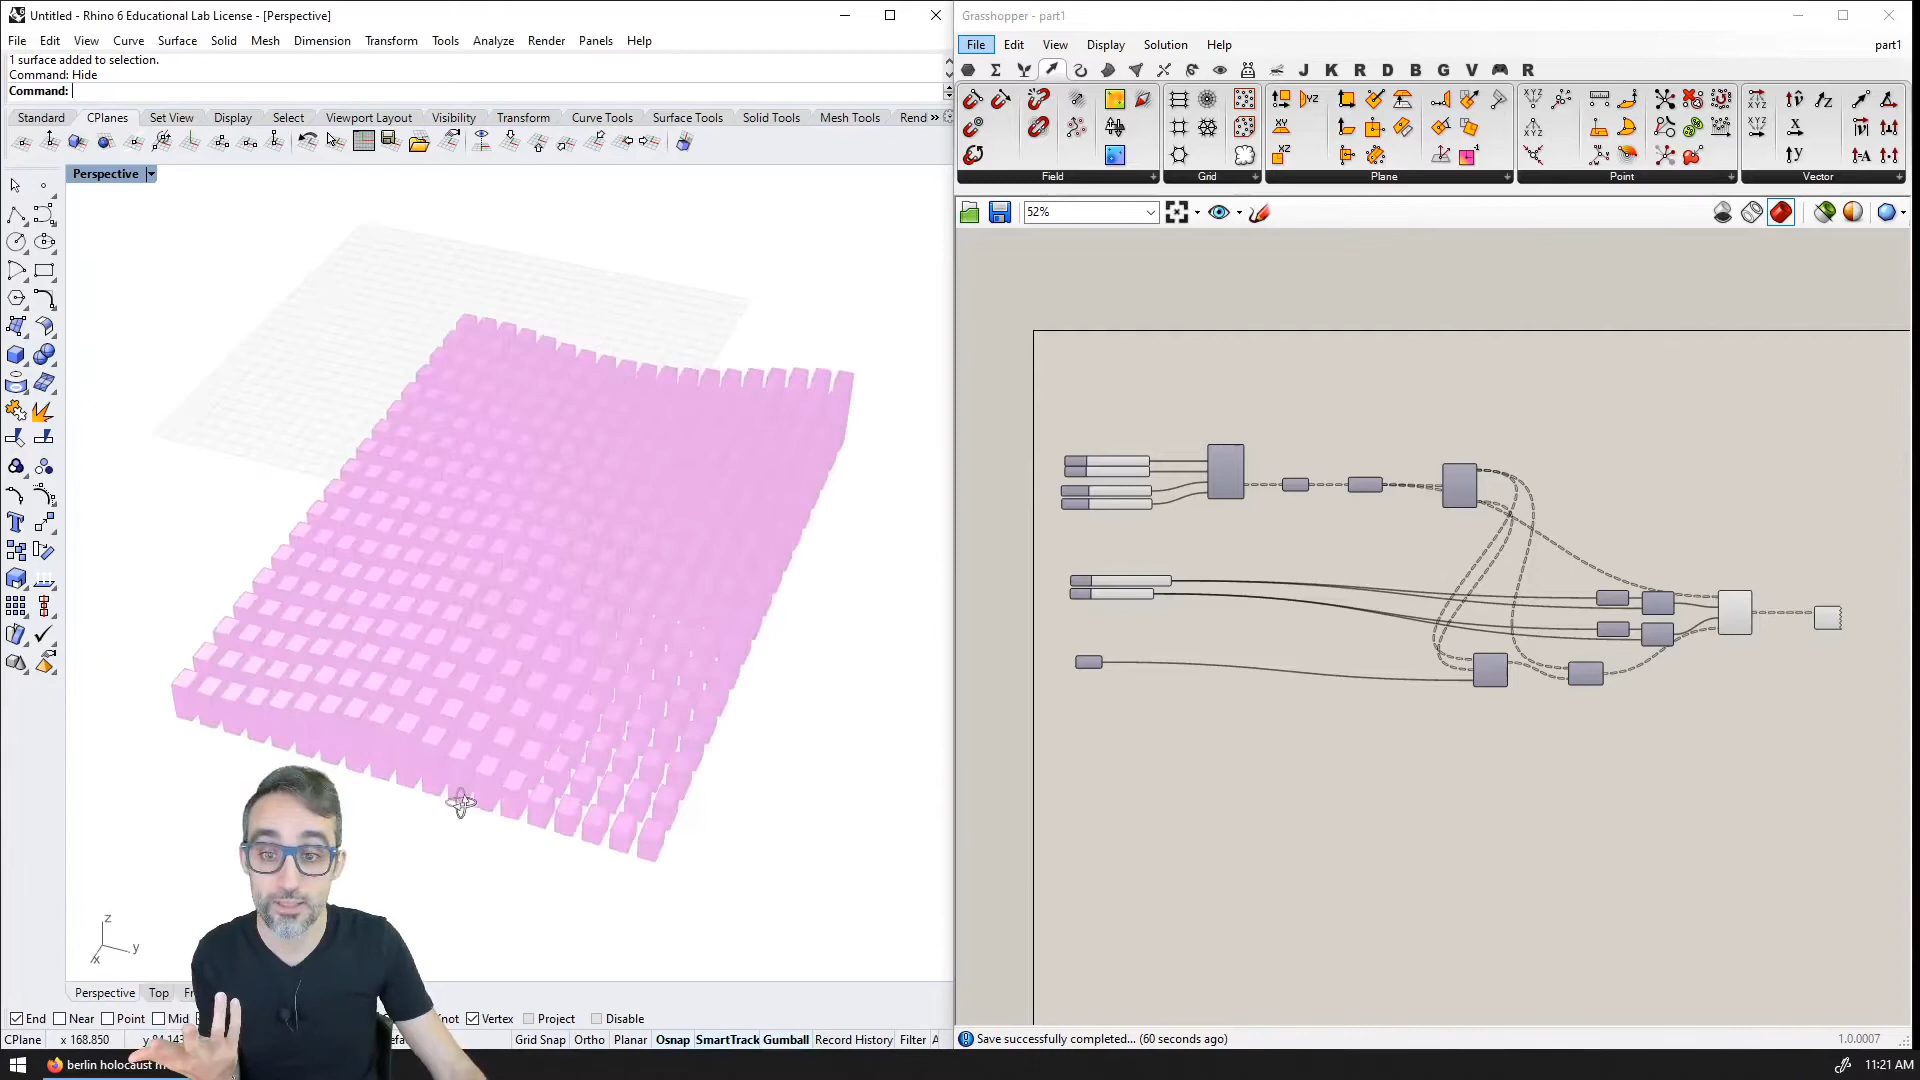 Untitled - Rhino 6 Educational Lab License - [Perspective]
File Edit View Curve Surface Solid Mesh Dimension Transform Tools Analyze Render Panels Help
1 surface added to selection.
Command: Hide
Command:
Standard CPlanes Set View Display Select Viewport Layout Visibility Transform Curve Tools Surface Tools Solid Tools Mesh Tools Rend »
Perspective
z
y
x
Perspective Top Fr
End Near Point Mid Knot Vertex Project Disable
CPlane x 168.850 Grid Snap Ortho Planar Osnap SmartTrack Gumball Record History Filter
berlin holocaust m
Grasshopper - part1
File Edit View Display Solution Help part1
J K R D B G V R
Field Grid Plane Point Vector
52%
Save successfully completed... (60 seconds ago) 1.0.0007
11:21 AM